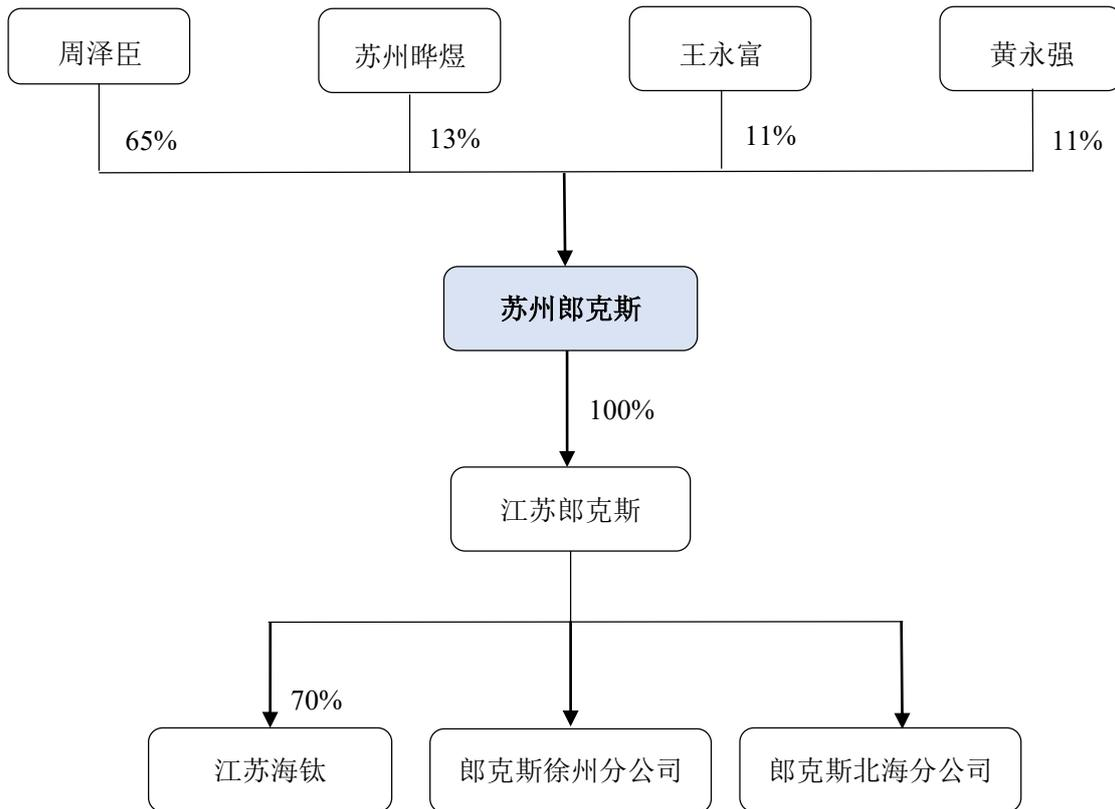 周泽臣
苏州晔煜
王永富
黄永强
65%
13%
11%
11%
苏州郎克斯
100%
江苏郎克斯
70%
江苏海钛
郎克斯徐州分公司
郎克斯北海分公司